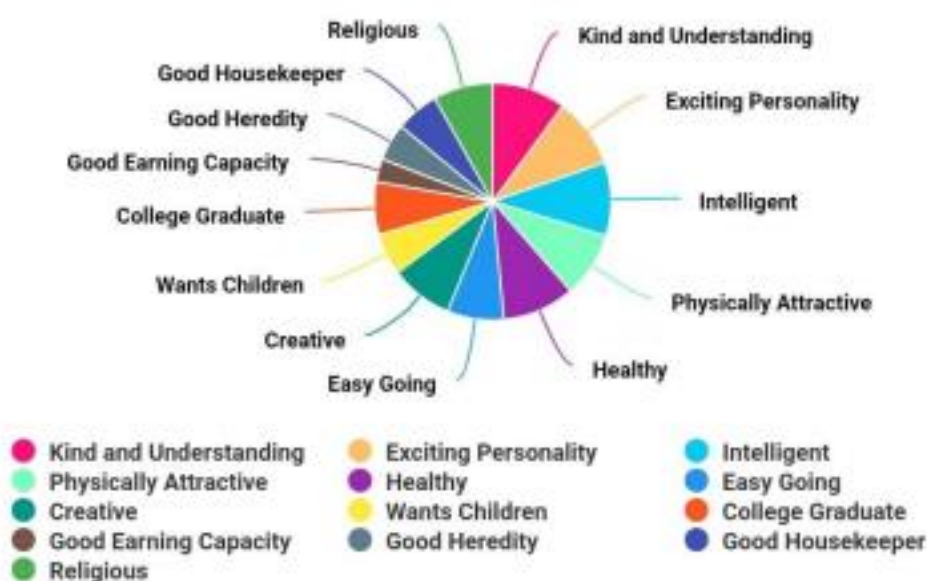 Religious
Kind and Understanding
Good Housekeeper
Exciting Personality
Good Heredity
Good Earning Capacity
Intelligent
College Graduate
Wants Children
Physically Attractive
Creative
Healthy
Easy Going
Kind and Understanding
Exciting Personality
Intelligent
Physically Attractive
Healthy
Easy Going
Creative
Wants Children
College Graduate
Good Earning Capacity
Good Heredity
Good Housekeeper
Religious